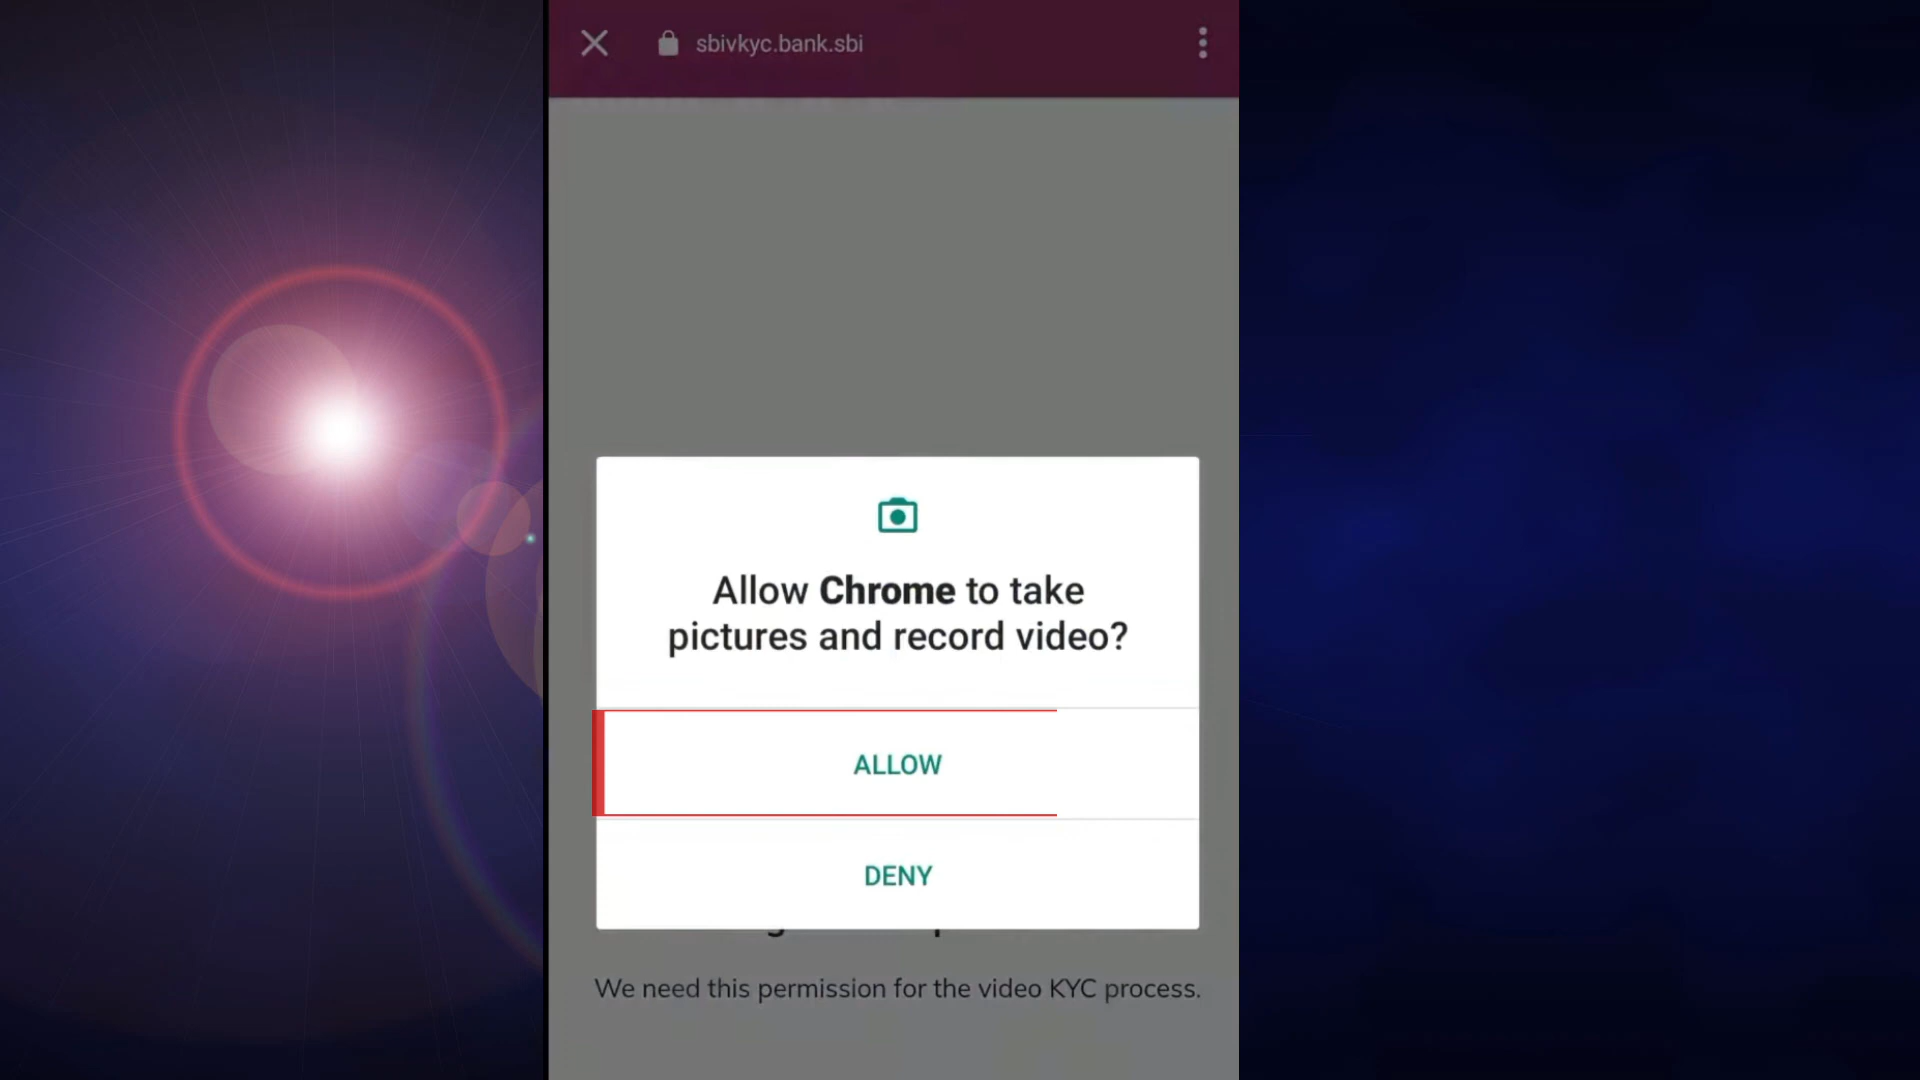 sbivkyc.bank.sbi
Allow Chrome to take
pictures and record video?
ALLOW
DENY
We need this permission for the video KYC process.